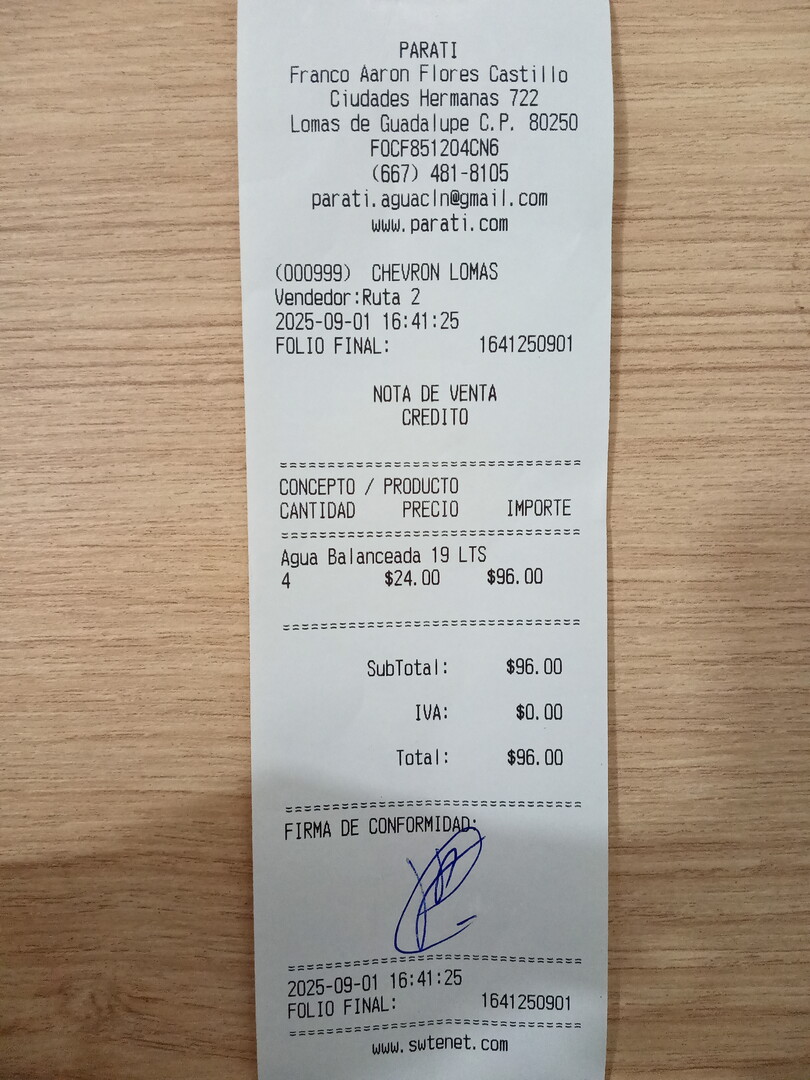 PARATI
Franco Aaron Flores Castillo
Ciudades Hermanas 722
Lomas de Guadalupe C.P. 80250
FOCF851204CN6
(667) 481-8105
parati.aguacln@gmail.com
www.parati.com
(000999) CHEVRON LOMAS
Vendedor:Ruta 2
2025-09-01 16:41:25
FOLIO FINAL: 1641250901
NOTA DE VENTA
CREDITO
CONCEPTO / PRODUCTO
CANTIDAD PRECIO IMPORTE
Agua Balanceada 19 LTS
4 $24.00 $96.00
SubTotal: $96.00
IVA: $0.00
Total: $96.00
FIRMA DE CONFORMIDAD:
2025-09-01 16:41:25
FOLIO FINAL: 1641250901
www.swtenet.com